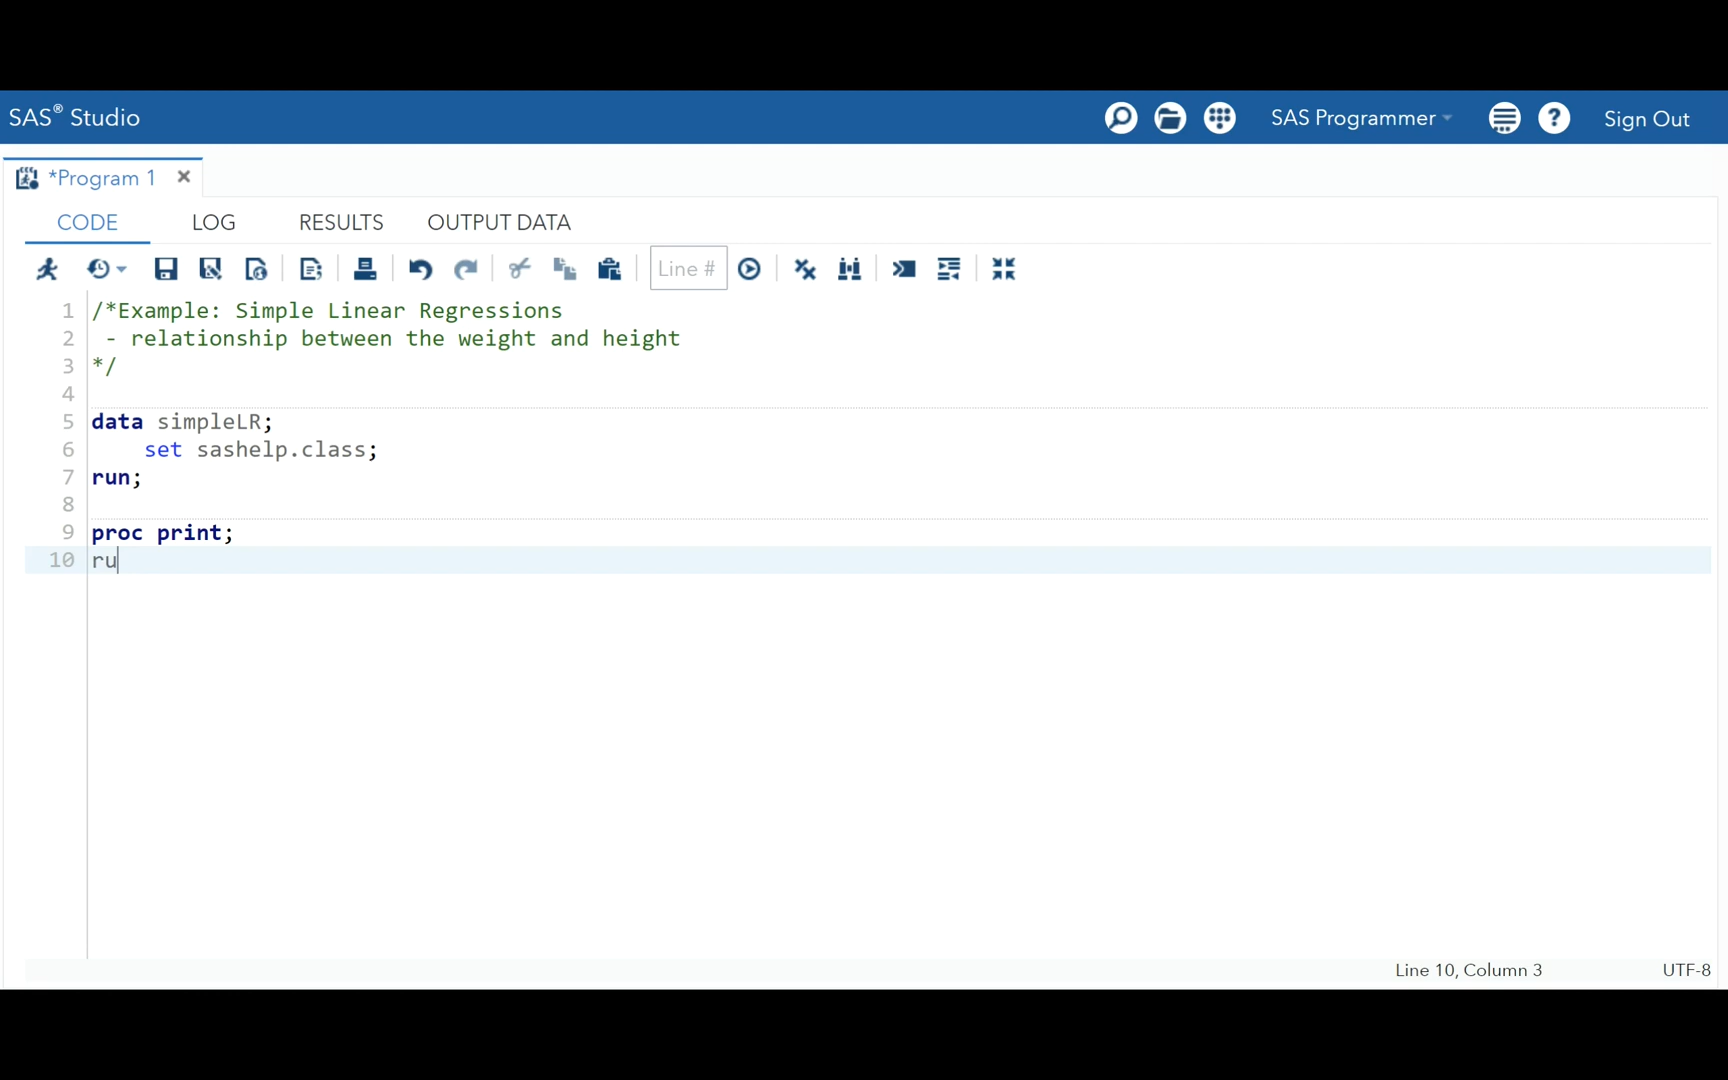 SAS® Studio
SAS Programmer
Sign Out
*Program 1
CODE LOG RESULTS OUTPUT DATA
Line #
1 /*Example: Simple Linear Regressions
2 - relationship between the weight and height
3 */
4
5 data simpleLR;
6 set sashelp.class;
7 run;
8
9 proc print;
10 ru
Line 10, Column 3
UTF-8